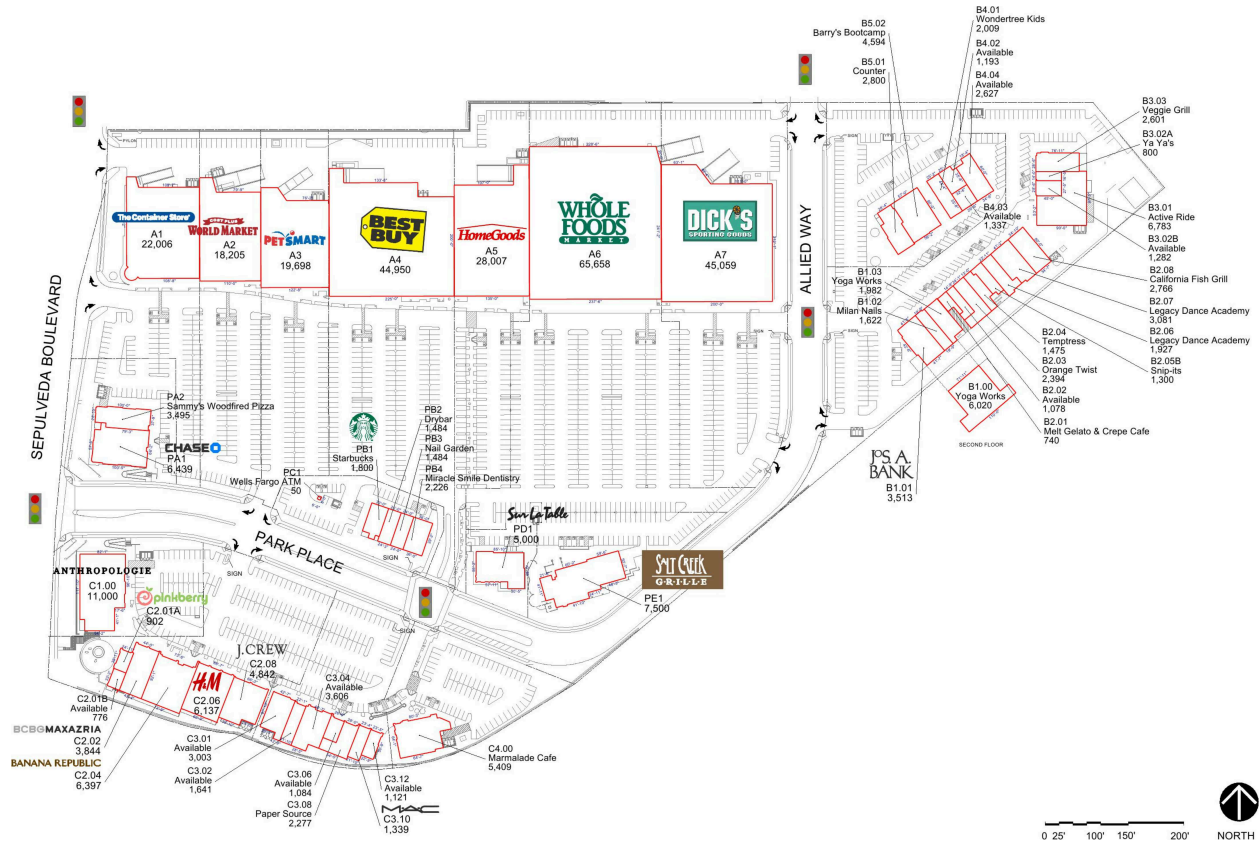 B4.01
Wondertree Kids
2,009
B5.02
Barry's Bootcamp
4,594
B4.02
Available
1,193
B5.01
Counter
2,800
B4.04
Available
2,627
B3.03
Veggie Grill
2,601
B3.02A
Ya Ya's
800
PYLON
SIGN
The Container Store
A1
22,006
COST PLUS
WORLD MARKET
A2
18,205
PETSMART
A3
19,698
BEST
BUY
A4
44,950
HomeGoods
A5
28,007
WHOLE
FOODS
MARKET
A6
65,658
DICK'S
SPORTING GOODS
A7
45,059
ALLIED WAY
B4.03
Available
1,337
B3.01
Active Ride
6,783
B3.02B
Available
1,282
B2.08
California Fish Grill
2,766
B2.07
Legacy Dance Academy
3,081
B2.06
Legacy Dance Academy
1,927
B2.05B
Snip-its
1,300
B1.03
Yoga Works
1,982
B1.02
Milan Nails
1,622
SIGN
SIGN
B2.04
Temptress
1,475
B2.03
Orange Twist
2,394
B2.02
Available
1,078
B2.01
Melt Gelato & Crepe Cafe
740
B1.00
Yoga Works
6,020
SECOND FLOOR
JOS. A.
BANK
B1.01
3,513
SEPULVEDA BOULEVARD
PA2
Sammy's Woodfired Pizza
3,495
CHASE
PA1
6,439
PB2
Drybar
1,484
PB3
Nail Garden
1,484
PB1
Starbucks
1,800
PB4
Miracle Smile Dentistry
2,226
PC1
Wells Fargo ATM
50
Sur La Table
PD1
5,000
PARK PLACE
SIGN
SIGN
SALT CREEK
GRILLE
PE1
7,500
ANTHROPOLOGIE
C1.00
11,000
pinkberry
C2.01A
902
SIGN
J.CREW
C2.08
4,842
H&M
C2.06
6,137
C3.04
Available
3,606
C2.01B
Available
776
BCBGMAXAZRIA
C2.02
3,844
BANANA REPUBLIC
C2.04
6,397
C3.01
Available
3,003
C3.02
Available
1,641
C3.06
Available
1,084
C3.08
Paper Source
2,277
C3.12
Available
1,121
MAC
C3.10
1,339
C4.00
Marmalade Cafe
5,409
0 25' 100' 150' 200'
NORTH